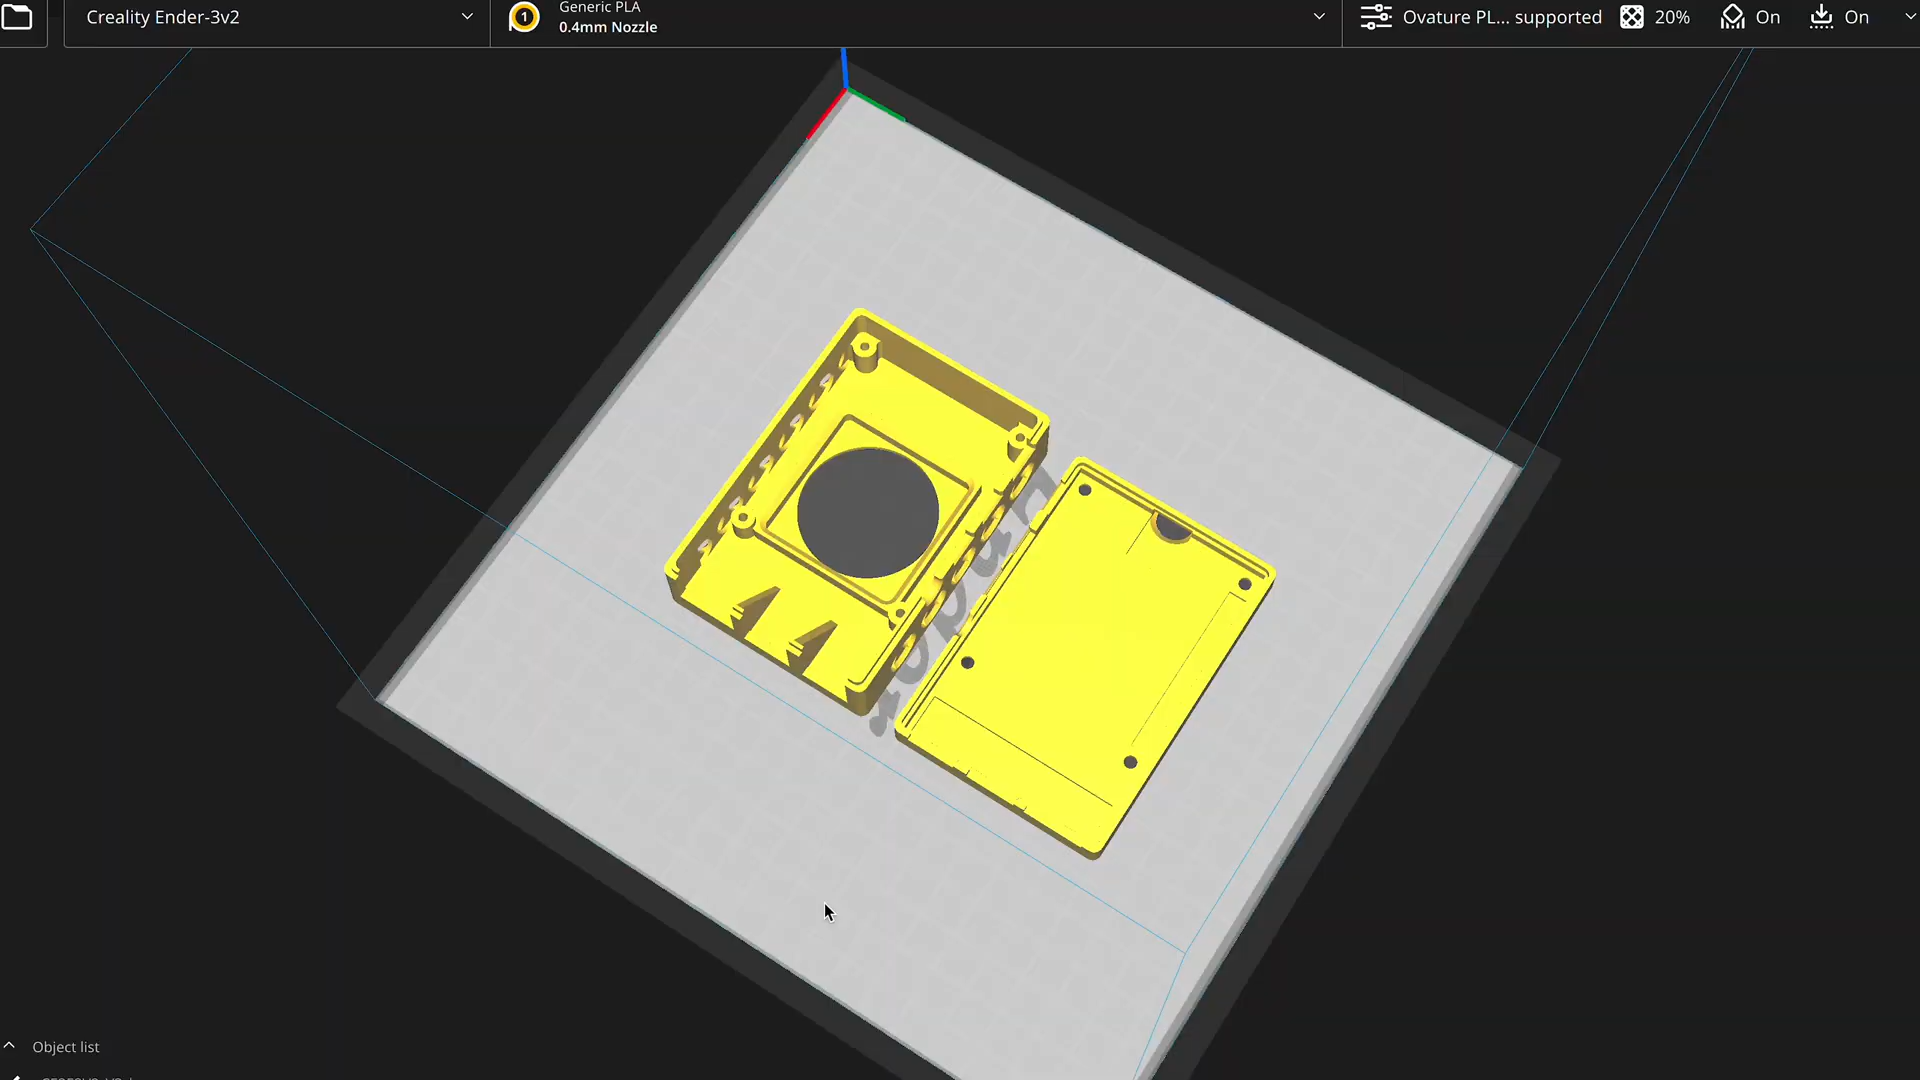 Creality Ender-3v2
1
Generic PLA
0.4mm Nozzle
Ovature PL... supported
20%
On
On
Object list